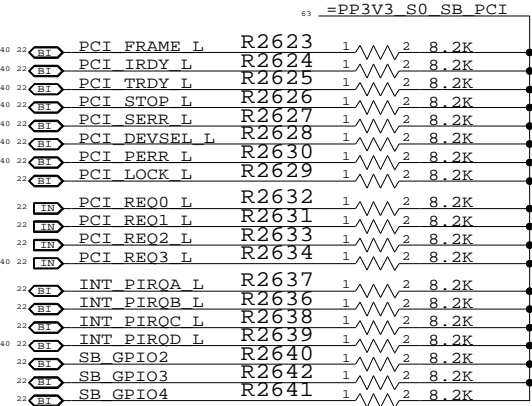 63 =PP3V3_S0_SB_PCI
40 22 BI PCI_FRAME_L R2623 1 2 8.2K
40 22 BI PCI_IRDY_L R2624 1 2 8.2K
40 22 BI PCI_TRDY_L R2625 1 2 8.2K
40 22 BI PCI_STOP_L R2626 1 2 8.2K
40 22 BI PCI_SERR_L R2627 1 2 8.2K
40 22 BI PCI_DEVSEL_L R2628 1 2 8.2K
40 22 BI PCI_PERR_L R2630 1 2 8.2K
22 BI PCI_LOCK_L R2629 1 2 8.2K
22 IN PCI_REQ0_L R2632 1 2 8.2K
22 IN PCI_REQ1_L R2631 1 2 8.2K
22 IN PCI_REQ2_L R2633 1 2 8.2K
40 22 IN PCI_REQ3_L R2634 1 2 8.2K
22 BI INT_PIRQA_L R2637 1 2 8.2K
22 BI INT_PIRQB_L R2636 1 2 8.2K
22 BI INT_PIRQC_L R2638 1 2 8.2K
40 22 BI INT_PIRQD_L R2639 1 2 8.2K
22 BI SB_GPIO2 R2640 1 2 8.2K
22 BI SB_GPIO3 R2642 1 2 8.2K
22 BI SB_GPIO4 R2641 1 2 8.2K